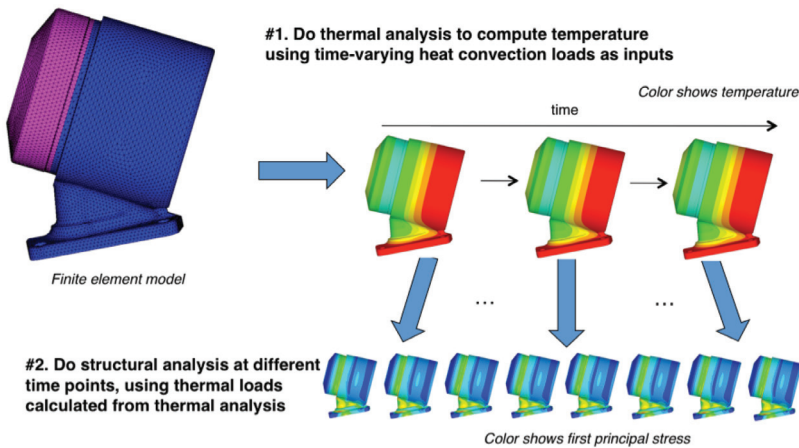 #1. Do thermal analysis to compute temperature
using time-varying heat convection loads as inputs
Color shows temperature
time
Finite element model
...
...
#2. Do structural analysis at different
time points, using thermal loads
calculated from thermal analysis
Color shows first principal stress